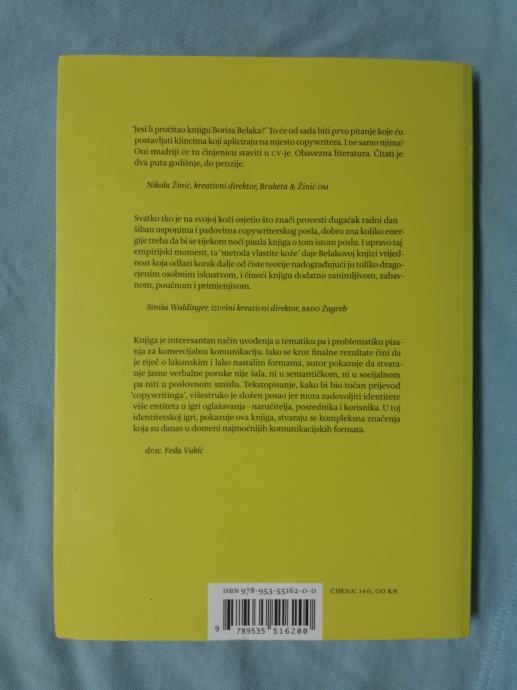 ‘Jesi li pročitao knjigu Borisa Belaka?’ To će od sada biti prvo pitanje koje ću
postavljati klincima koji apliciraju na mjesto copywritera. I ne samo njima!
Oni mudriji će tu činjenicu staviti u CV-je. Obavezna literatura. Čitati je
dva puta godišnje, do penzije.
Nikola Žinić, kreativni direktor, Bruketa & Žinić OM
Svatko tko je na svojoj koži osjetio što znači provesti dugačak radni dan
šiban usponima i padovima copywriterskog posla, dobro zna koliko ener-
gije treba da bi se tijekom noći pisala knjiga o tom istom poslu. I upravo taj
empirijski moment, ta ‘metoda vlastite kože’ daje Belakovoj knjizi vrijed-
nost koja odlazi korak dalje od čiste teorije nadograđujući ju toliko drago-
cjenim osobnim iskustvom, i čineći knjigu dodatno zanimljivom, zabav-
nom, poučnom i primjenjivom.
Siniša Waldinger, izvršni kreativni direktor, BBDO Zagreb
Knjiga je interesantan način uvođenja u tematiku pa i problematiku pisa-
nja za komercijalnu komunikaciju. Iako se kroz finalne rezultate čini da
je riječ o lakonskim i lako nastalim formama, autor pokazuje da stvara-
nje jasne verbalne poruke nije šala, ni u semantičkom, ni u socijalnom
pa niti u poslovnom smislu. Tekstopisanje, kako bi bio točan prijevod
‘copywritinga’, višestruko je složen posao jer mora zadovoljiti identitete
više entiteta u igri oglašavanja – naručitelja, posrednika i korisnika. U toj
identitetskoj igri, pokazuje ova knjiga, stvaraju se kompleksna značenja
koja su danas u domeni najmoćnijih komunikacijskih formata.
dr.sc. Feđa Vukić
ISBN 978-953-55162-0-0
CIJENA: 140,00 KN
9 789535 516200